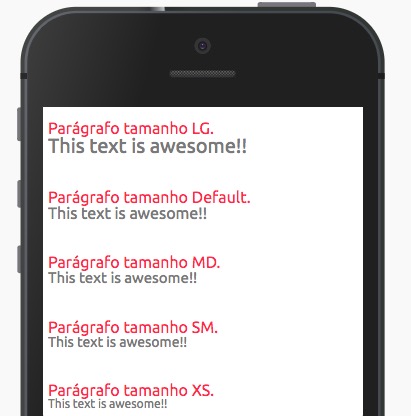 Parágrafo tamanho LG.
This text is awesome!!
Parágrafo tamanho Default.
This text is awesome!!
Parágrafo tamanho MD.
This text is awesome!!
Parágrafo tamanho SM.
This text is awesome!!
Parágrafo tamanho XS.
This text is awesome!!